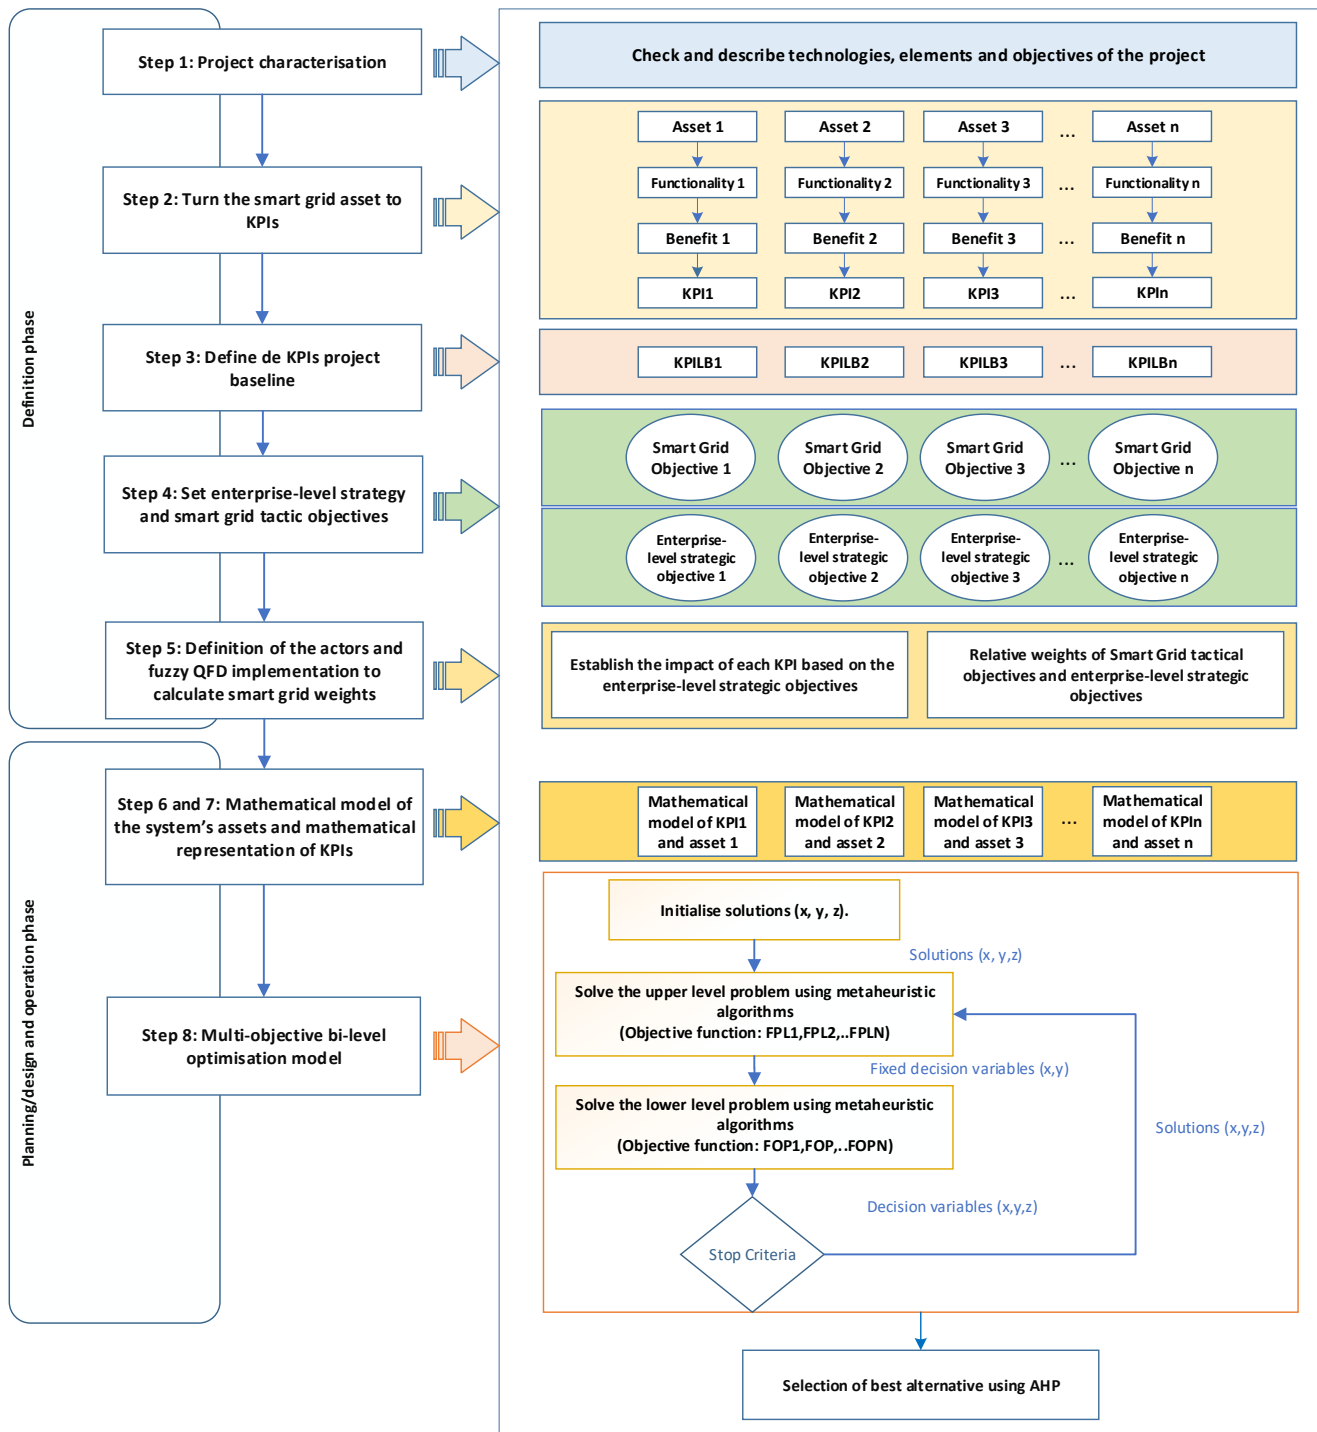 Definition phase
Step 1: Project characterisation
Check and describe technologies, elements and objectives of the project
Step 2: Turn the smart grid asset to
KPIs
Asset 1
Asset 2
Asset 3
...
Asset n
Functionality 1
Functionality 2
Functionality 3
...
Functionality n
Benefit 1
Benefit 2
Benefit 3
...
Benefit n
KPI1
KPI2
KPI3
...
KPIn
Step 3: Define de KPIs project
baseline
KPILB1
KPILB2
KPILB3
...
KPILBn
Step 4: Set enterprise-level strategy
and smart grid tactic objectives
Smart Grid
Objective 1
Smart Grid
Objective 2
Smart Grid
Objective 3
...
Smart Grid
Objective n
Enterprise-
level strategic
objective 1
Enterprise-
level strategic
objective 2
Enterprise-
level strategic
objective 3
...
Enterprise-
level strategic
objective n
Step 5: Definition of the actors and
fuzzy QFD implementation to
calculate smart grid weights
Establish the impact of each KPI based on the
enterprise-level strategic objectives
Relative weights of Smart Grid tactical
objectives and enterprise-level strategic
objectives
Planning/design and operation phase
Step 6 and 7: Mathematical model of
the system's assets and mathematical
representation of KPIs
Mathematical
model of KPI1
and asset 1
Mathematical
model of KPI2
and asset 2
Mathematical
model of KPI3
and asset 3
...
Mathematical
model of KPIn
and asset n
Step 8: Multi-objective bi-level
optimisation model
Initialise solutions (x, y, z).
Solutions (x, y,z)
Solve the upper level problem using metaheuristic
algorithms
(Objective function: FPL1,FPL2,..FPLN)
Fixed decision variables (x,y)
Solve the lower level problem using metaheuristic
algorithms
(Objective function: FOP1,FOP,..FOPN)
Solutions (x,y,z)
Decision variables (x,y,z)
Stop Criteria
Selection of best alternative using AHP